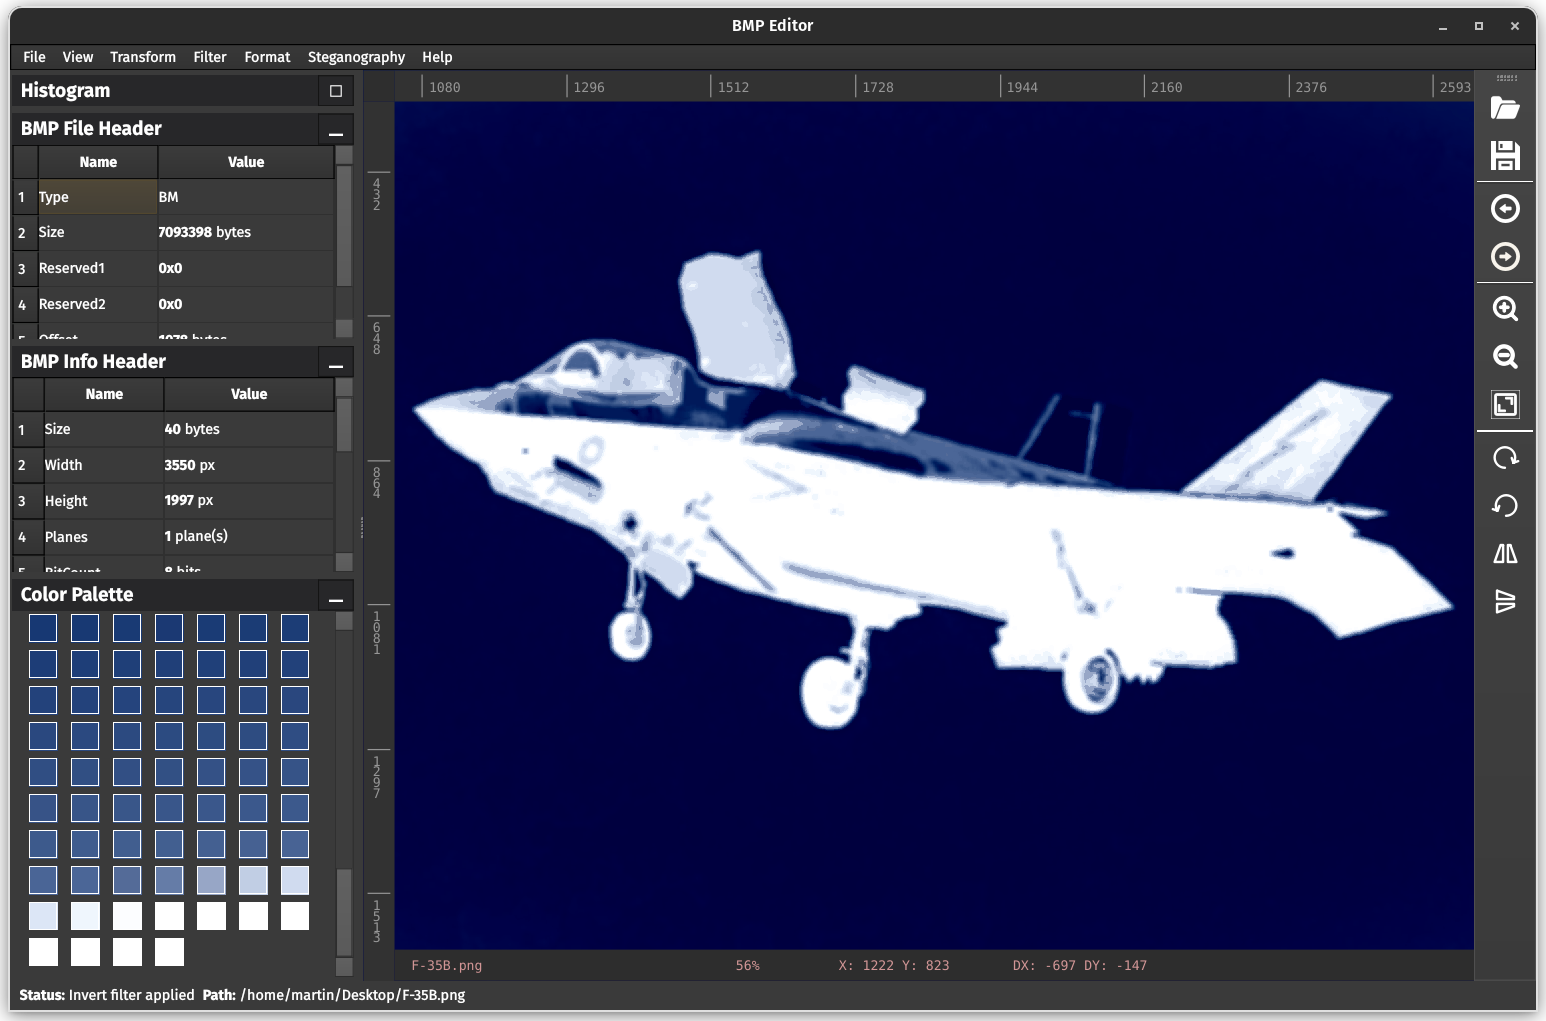 BMP Editor
File View Transform Filter Format Steganography Help
Histogram
BMP File Header
Name Value
1 Type BM
2 Size 7093398 bytes
3 Reserved1 0x0
4 Reserved2 0x0
5 Offset 1078 bytes
BMP Info Header
Name Value
1 Size 40 bytes
2 Width 3550 px
3 Height 1997 px
4 Planes 1 plane(s)
5 BitCount 8 bits
Color Palette
1080 1296 1512 1728 1944 2160 2376 2593
432
648
864
1081
1297
1513
F-35B.png 56% X: 1222 Y: 823 DX: -697 DY: -147
Status: Invert filter applied Path: /home/martin/Desktop/F-35B.png